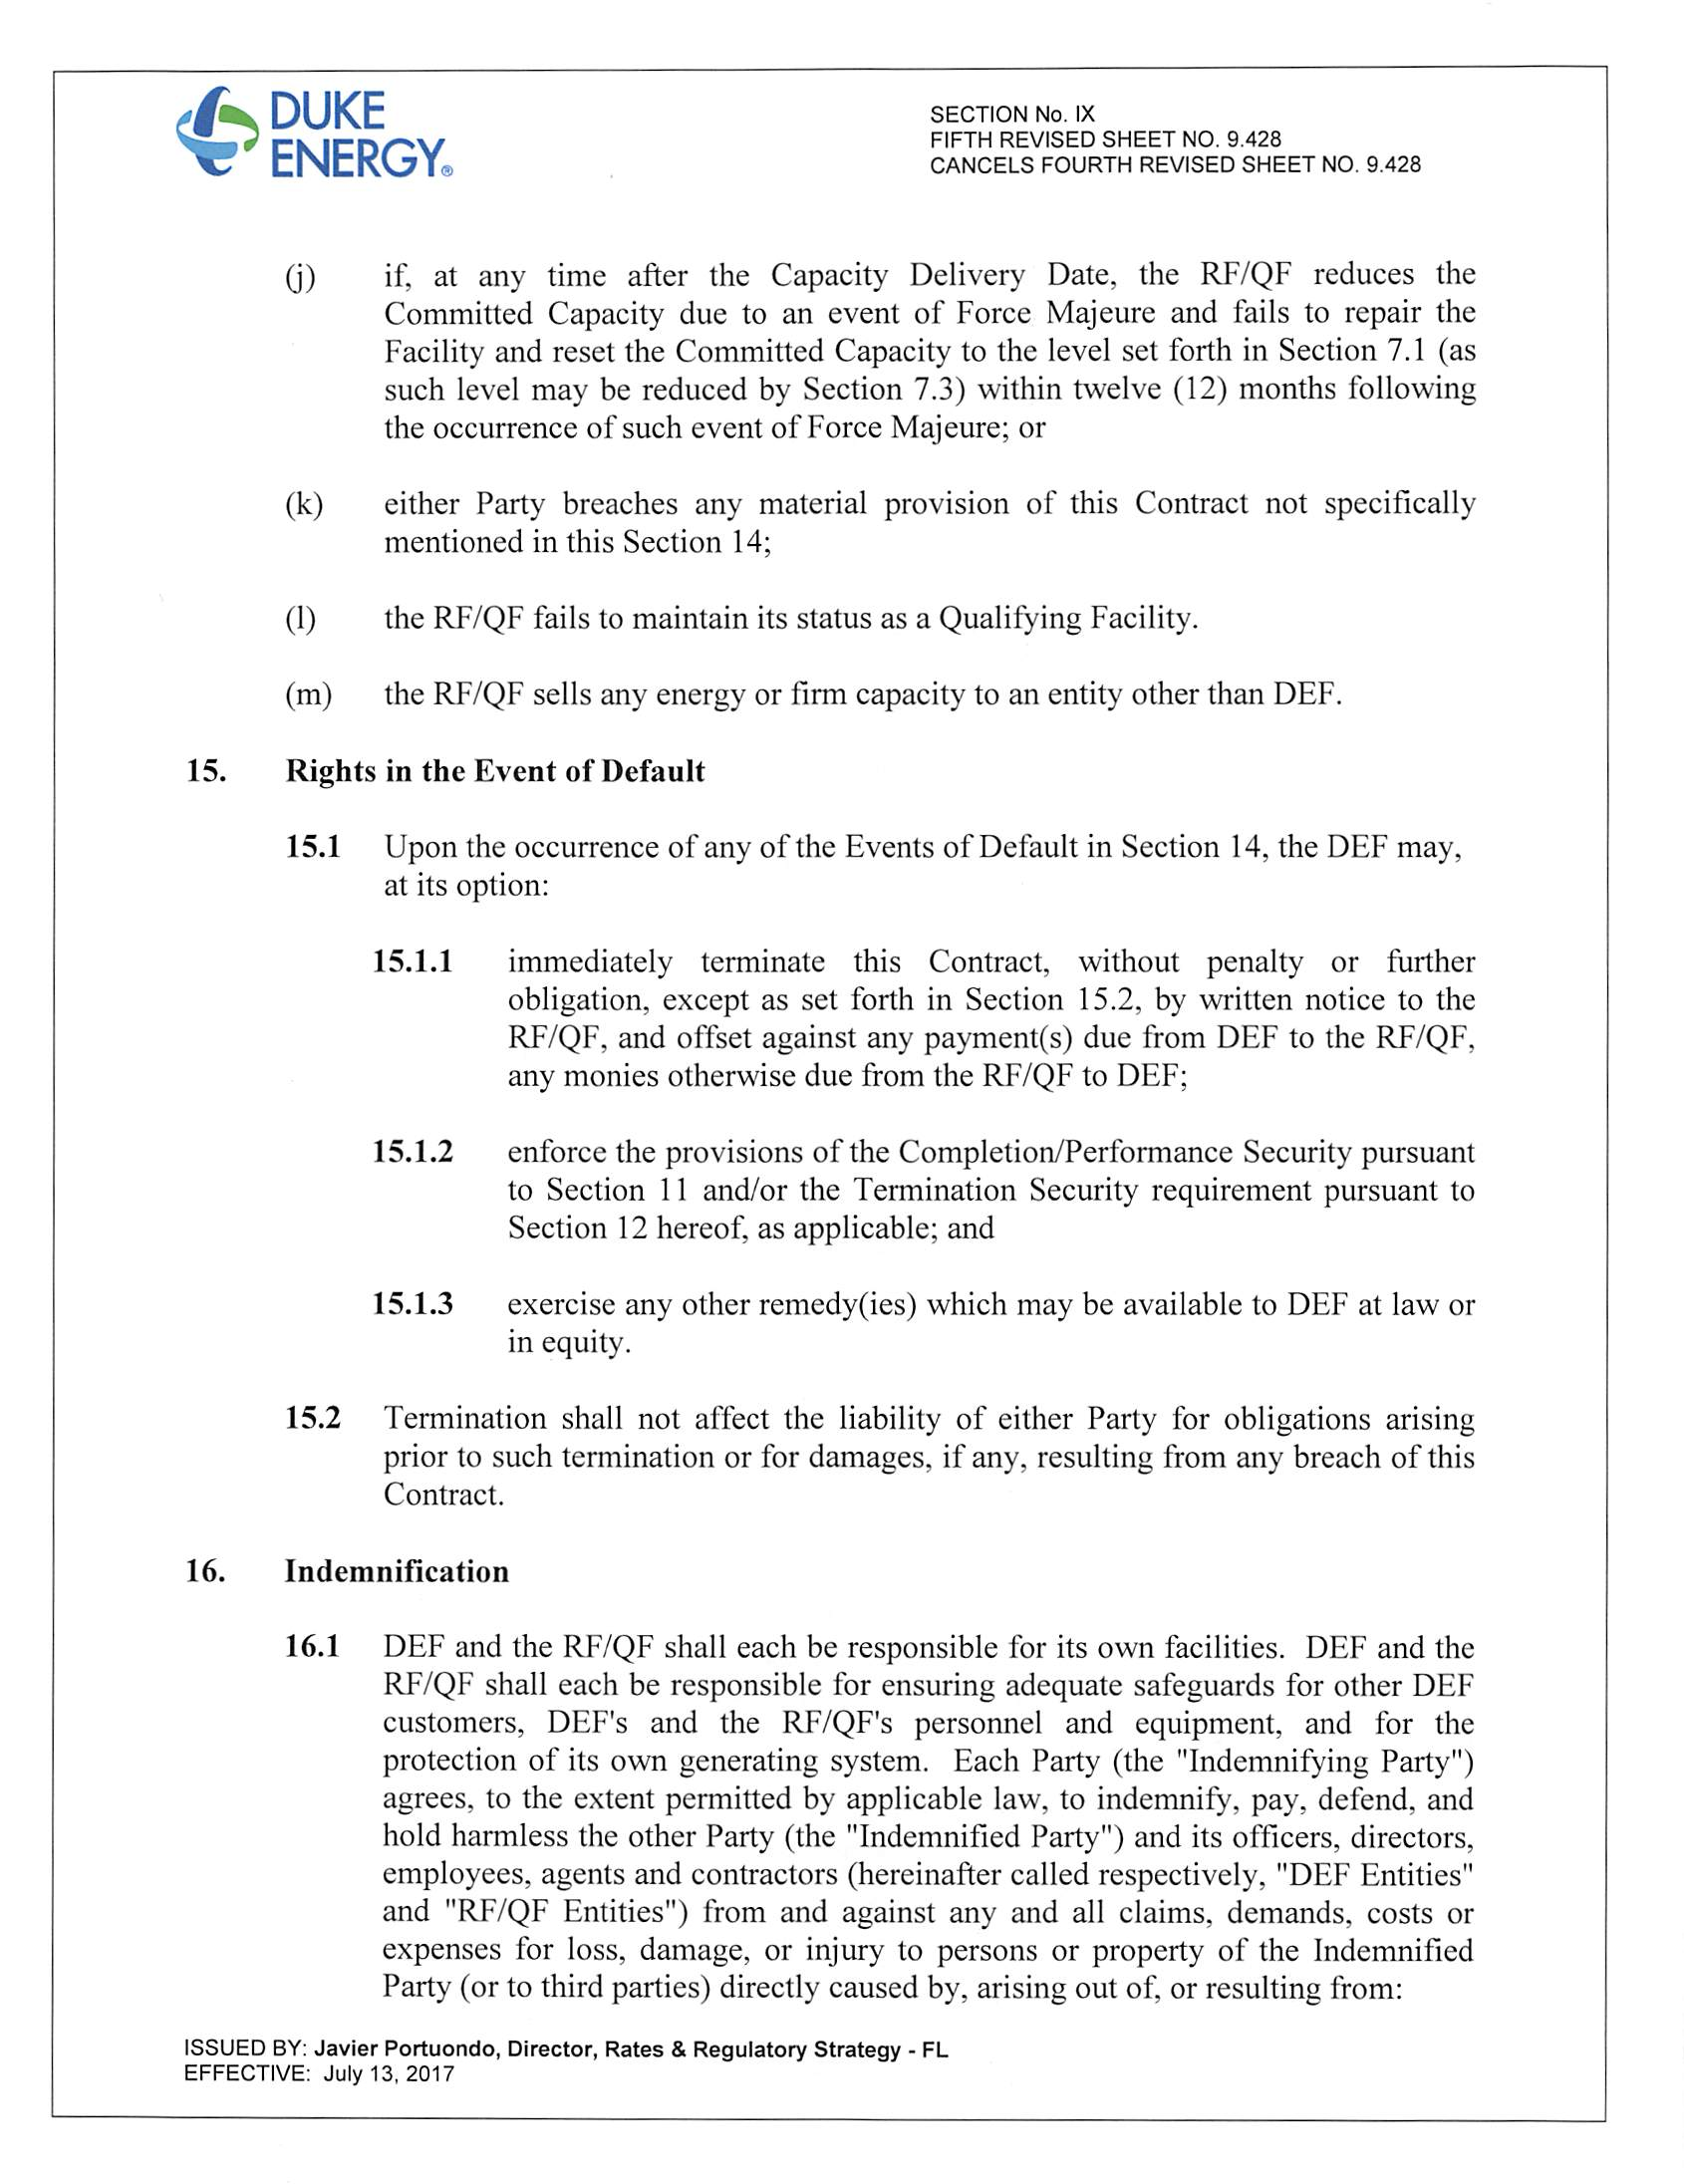 DUKE
ENERGY®
SECTION No. IX
FIFTH REVISED SHEET NO. 9.428
CANCELS FOURTH REVISED SHEET NO. 9.428
(j) if, at any time after the Capacity Delivery Date, the RF/QF reduces the
Committed Capacity due to an event of Force Majeure and fails to repair the
Facility and reset the Committed Capacity to the level set forth in Section 7.1 (as
such level may be reduced by Section 7.3) within twelve (12) months following
the occurrence of such event of Force Majeure; or
(k) either Party breaches any material provision of this Contract not specifically
mentioned in this Section 14;
(l) the RF/QF fails to maintain its status as a Qualifying Facility.
(m) the RF/QF sells any energy or firm capacity to an entity other than DEF.
15. Rights in the Event of Default
15.1 Upon the occurrence of any of the Events of Default in Section 14, the DEF may,
at its option:
15.1.1 immediately terminate this Contract, without penalty or further
obligation, except as set forth in Section 15.2, by written notice to the
RF/QF, and offset against any payment(s) due from DEF to the RF/QF,
any monies otherwise due from the RF/QF to DEF;
15.1.2 enforce the provisions of the Completion/Performance Security pursuant
to Section 11 and/or the Termination Security requirement pursuant to
Section 12 hereof, as applicable; and
15.1.3 exercise any other remedy(ies) which may be available to DEF at law or
in equity.
15.2 Termination shall not affect the liability of either Party for obligations arising
prior to such termination or for damages, if any, resulting from any breach of this
Contract.
16. Indemnification
16.1 DEF and the RF/QF shall each be responsible for its own facilities. DEF and the
RF/QF shall each be responsible for ensuring adequate safeguards for other DEF
customers, DEF's and the RF/QF's personnel and equipment, and for the
protection of its own generating system. Each Party (the "Indemnifying Party")
agrees, to the extent permitted by applicable law, to indemnify, pay, defend, and
hold harmless the other Party (the "Indemnified Party") and its officers, directors,
employees, agents and contractors (hereinafter called respectively, "DEF Entities"
and "RF/QF Entities") from and against any and all claims, demands, costs or
expenses for loss, damage, or injury to persons or property of the Indemnified
Party (or to third parties) directly caused by, arising out of, or resulting from:
ISSUED BY: Javier Portuondo, Director, Rates & Regulatory Strategy - FL
EFFECTIVE: July 13, 2017